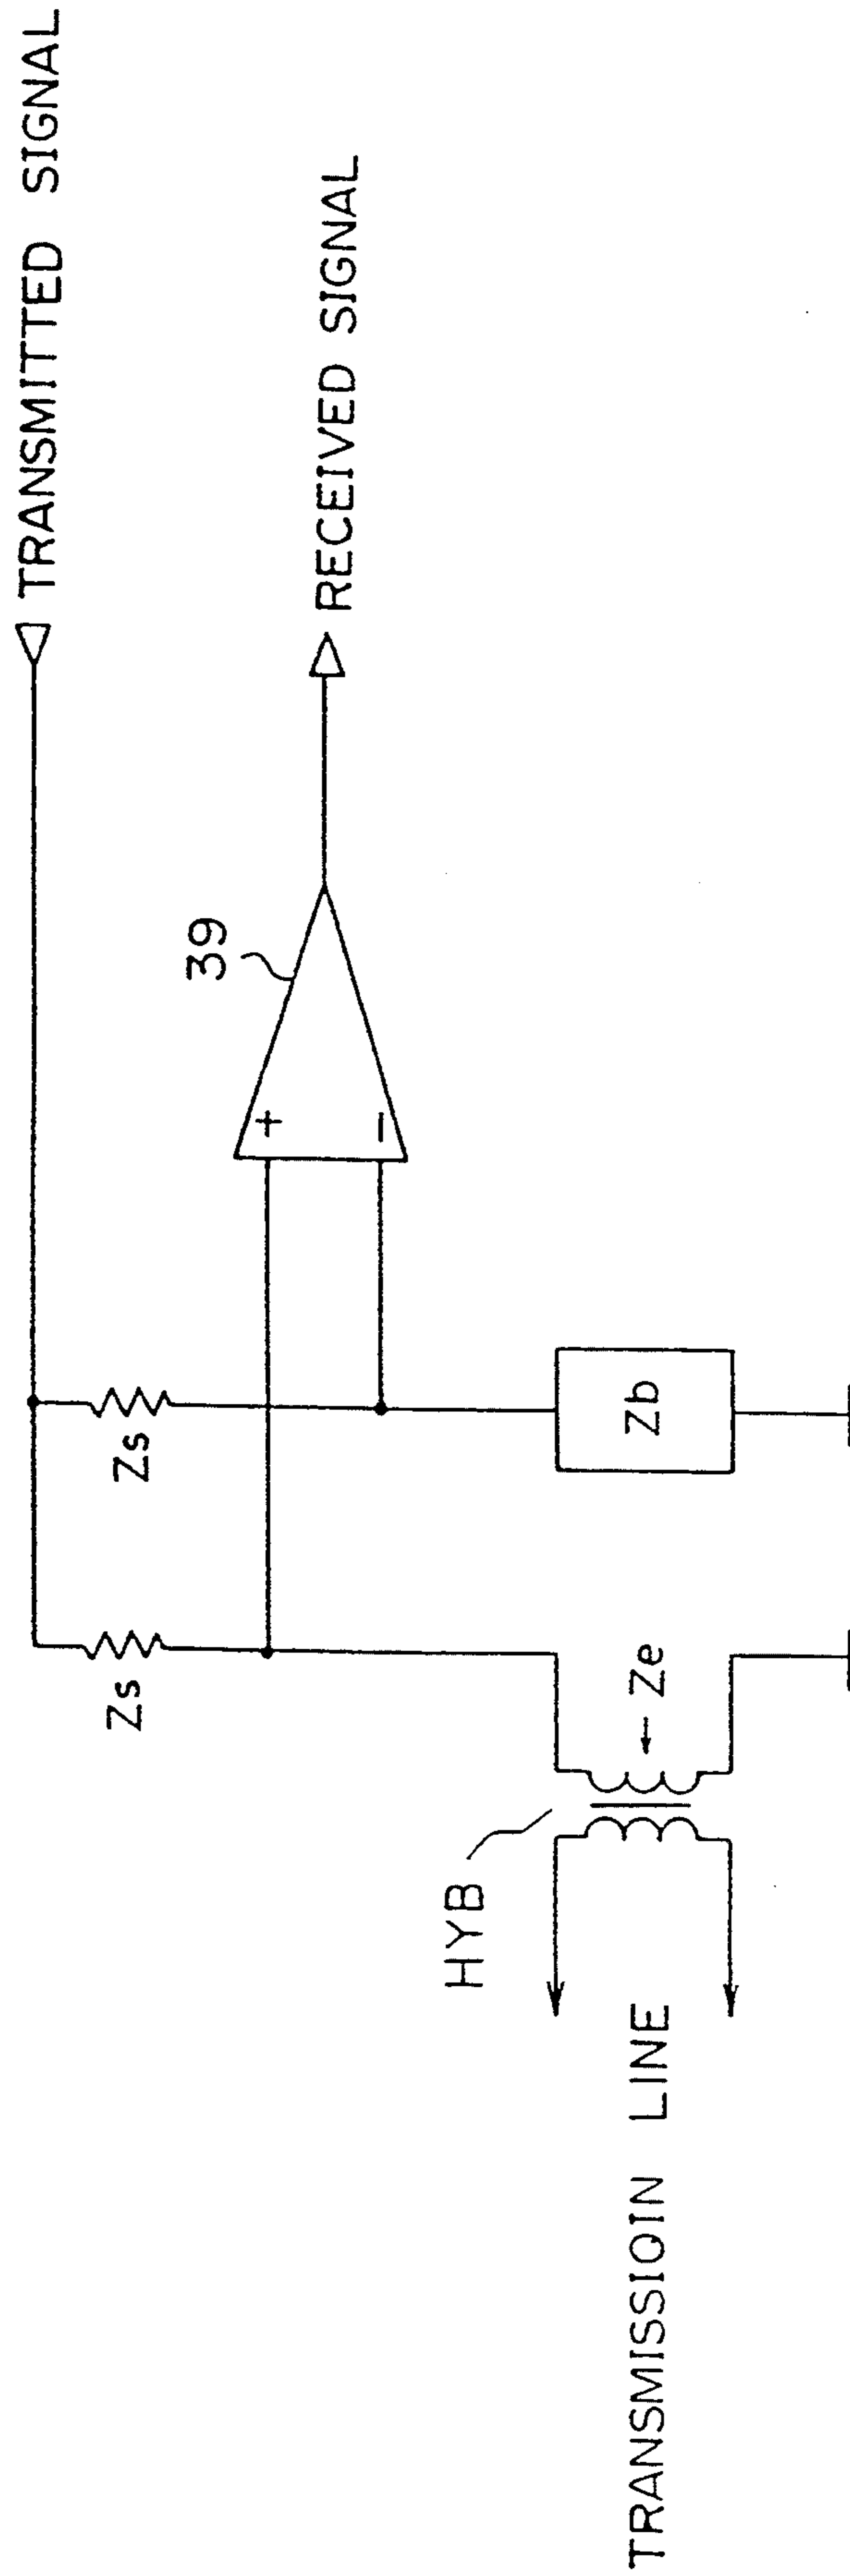 TRANSMITTED SIGNAL
RECEIVED SIGNAL
39
+
−
Zs
Zs
Zb
Ze
HYB
TRANSMISSIOIN LINE